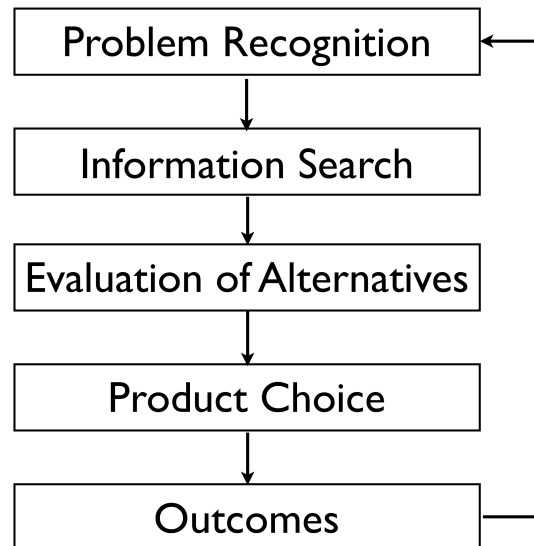 Problem Recognition
Information Search
Evaluation of Alternatives
Product Choice
Outcomes